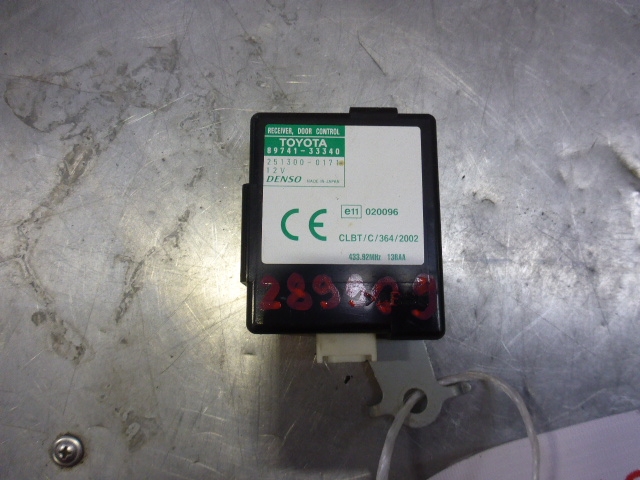 RECEIVER, DOOR CONTROL
TOYOTA
89741-33340
251300-0171
12V
DENSO MADE IN JAPAN
CE e11 020096
CLBT/C/364/2002
433.92MHz 136AA